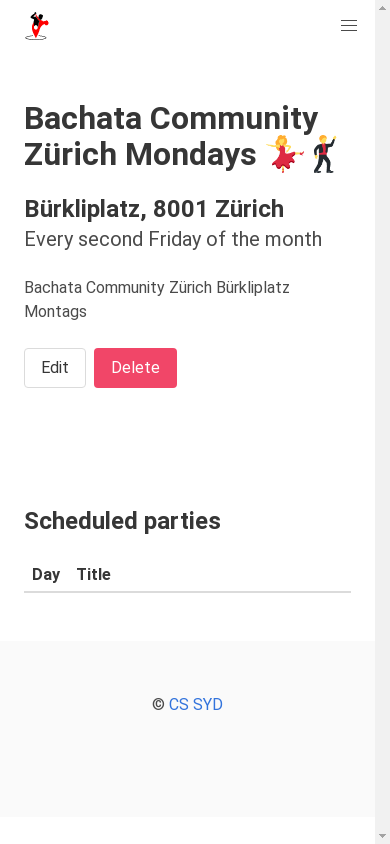 Bachata Community
Zürich Mondays 💃🕺
Bürkliplatz, 8001 Zürich
Every second Friday of the month
Bachata Community Zürich Bürkliplatz
Montags
Edit Delete
Scheduled parties
Day Title
© CS SYD